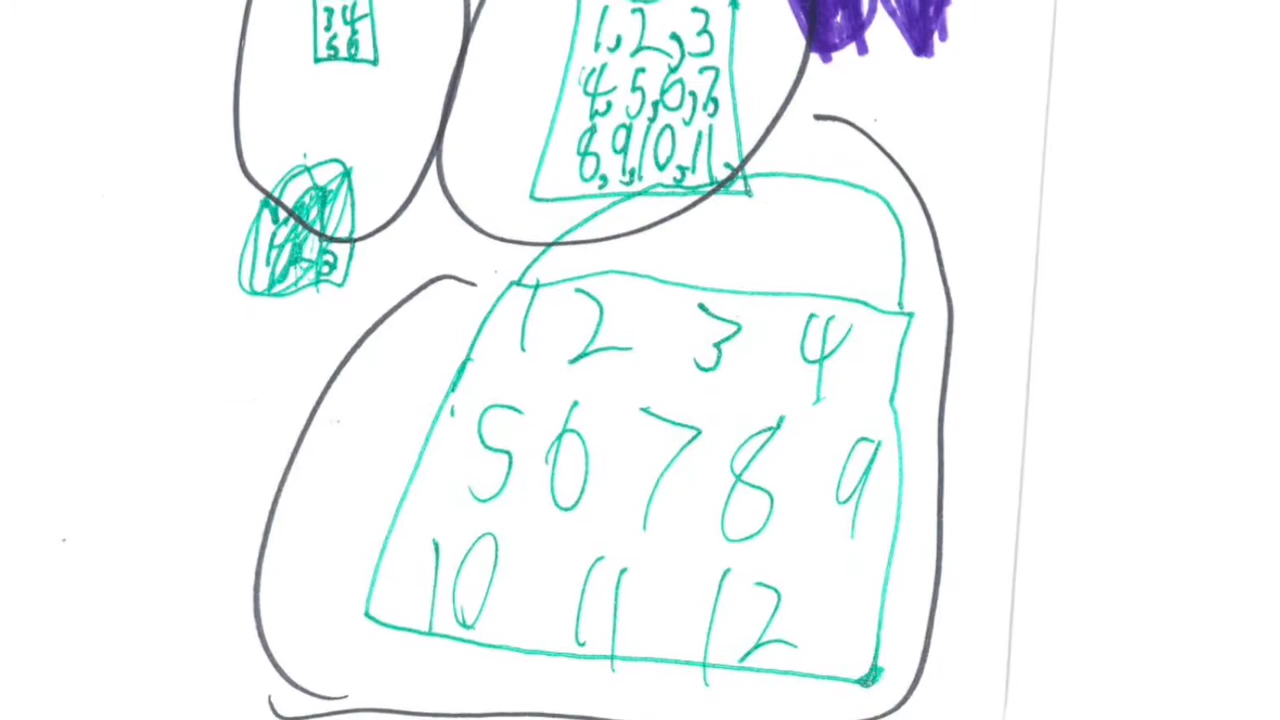 3 4
5 6
1, 2, 3
4, 5, 6, 7
8, 9, 10, 11
1 2 3 4
5 6 7 8 9
10 11 12